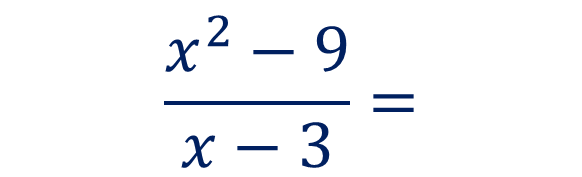 x² − 9
x − 3 =